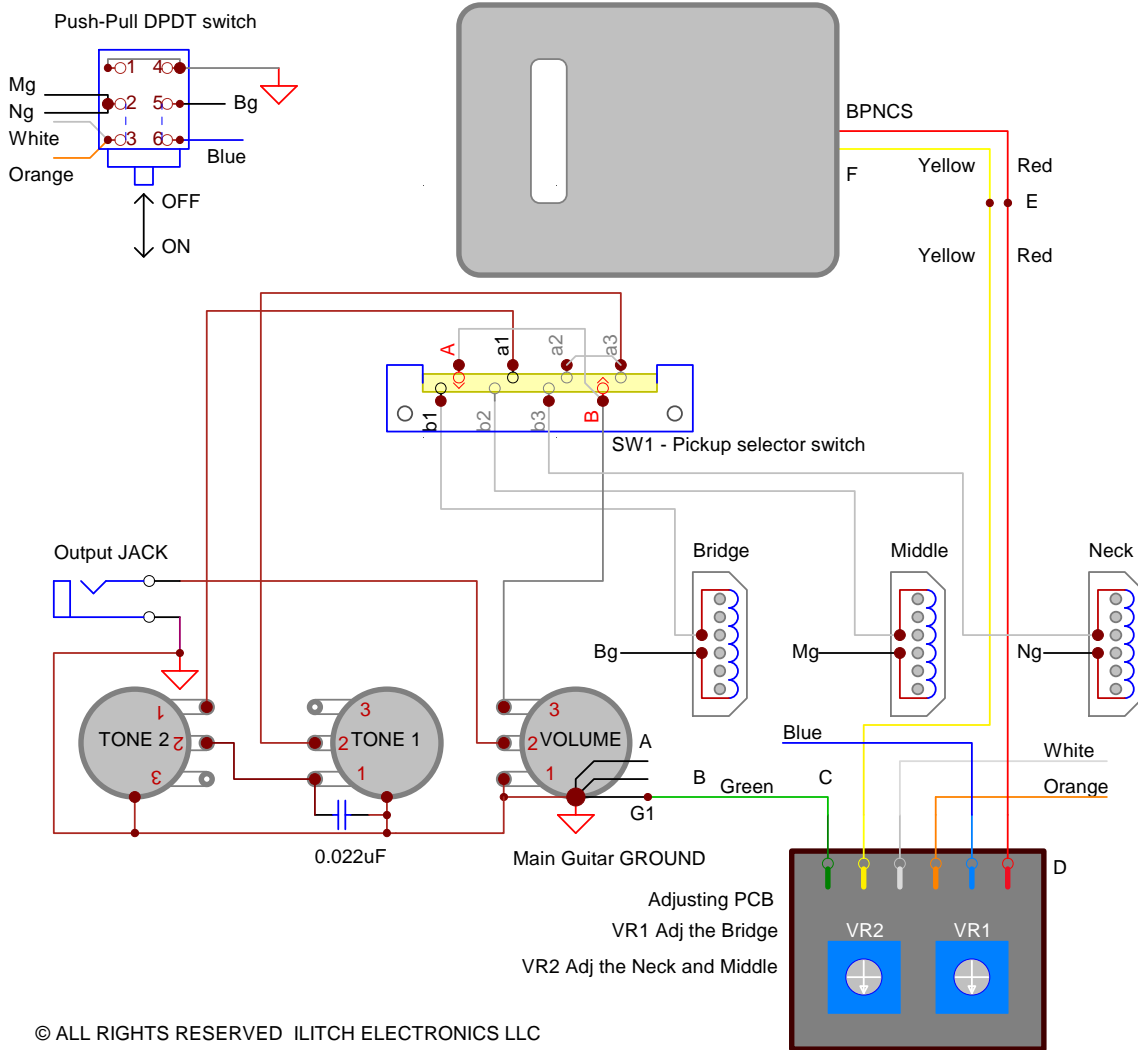 Push-Pull DPDT switch
1 4
Mg
2 5
Bg
Ng
White
3 6
Blue
Orange
OFF
ON
BPNCS
F
Yellow Red
E
Yellow Red
A a1 a2 a3
b1 b2 b3 B
SW1 - Pickup selector switch
Output JACK
Bridge Middle Neck
Bg Mg Ng
1 3 3
TONE 2 2 2 TONE 1 2 VOLUME A
3 1 1
Blue
White
B C
Green
Orange
G1
0.022uF
Main Guitar GROUND
D
Adjusting PCB
VR1 Adj the Bridge
VR2 VR1
VR2 Adj the Neck and Middle
© ALL RIGHTS RESERVED ILITCH ELECTRONICS LLC